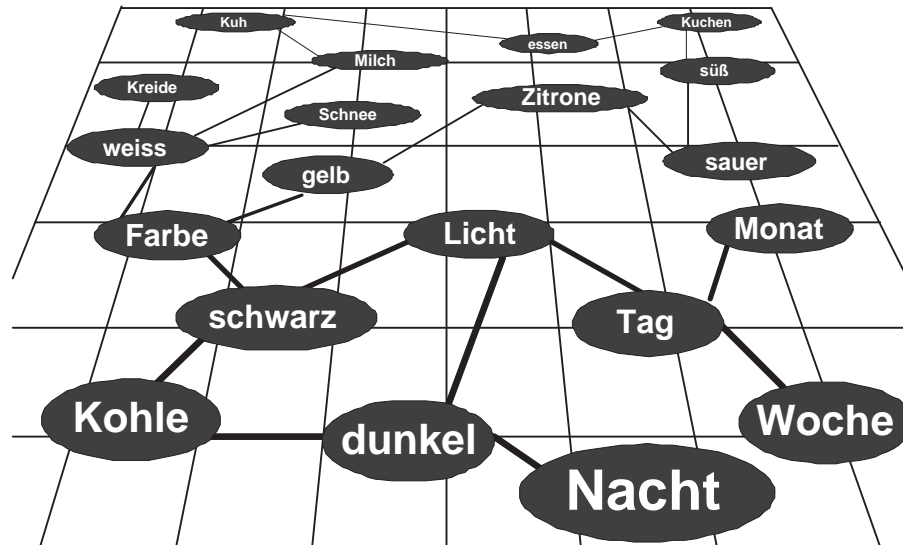 Kuh
Kuchen
essen
Milch
süß
Kreide
Zitrone
Schnee
weiss
sauer
gelb
Farbe
Licht
Monat
schwarz
Tag
Kohle
dunkel
Woche
Nacht